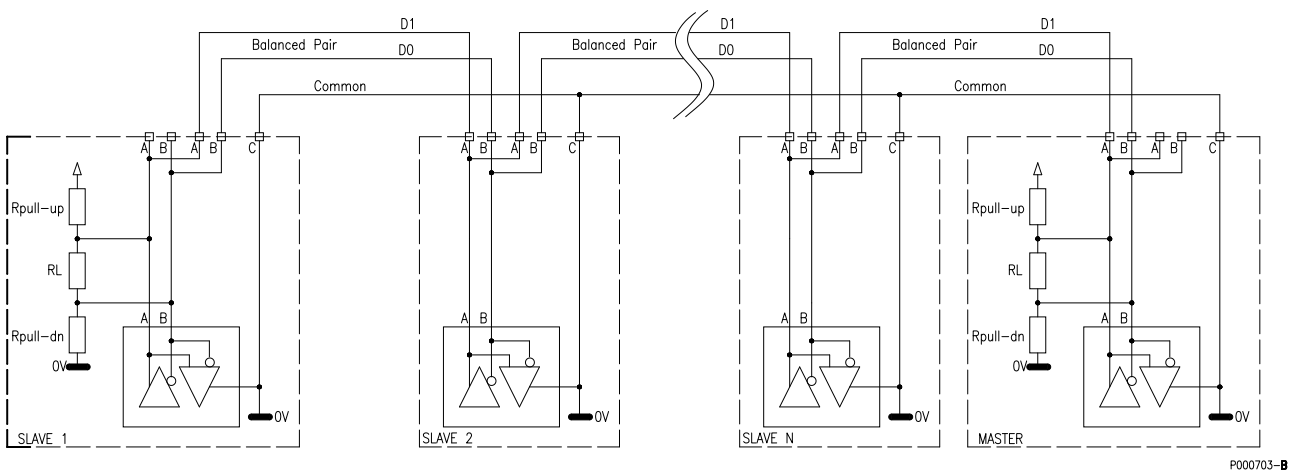 D1 D1 D1
Balanced Pair D0 Balanced Pair D0 Balanced Pair D0
Common Common
A B A B C A B A B C A B A B C A B A B C
Rpull-up Rpull-up
RL RL
Rpull-dn A B A B A B Rpull-dn A B
0V 0V
0V 0V 0V 0V
SLAVE 1 SLAVE 2 SLAVE N MASTER
P000703-B